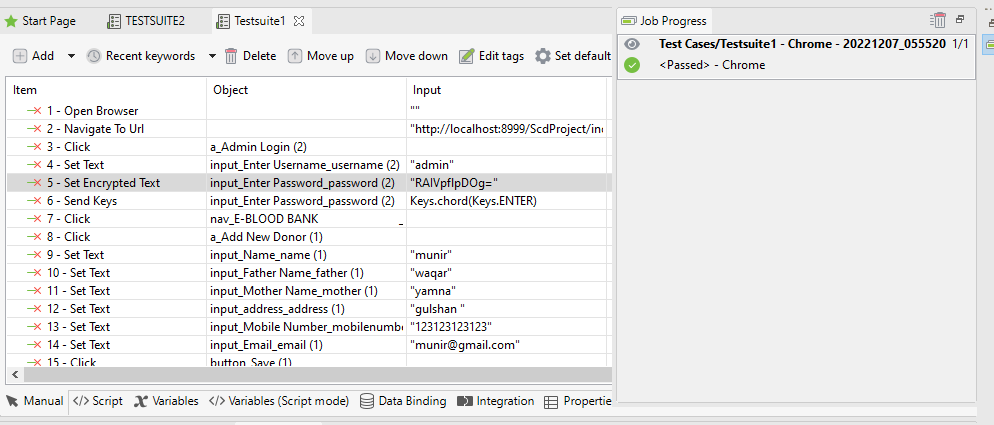 Start Page TESTSUITE2 Testsuite1
Add Recent keywords Delete Move up Move down Edit tags Set default
Item Object Input
1 - Open Browser ""
2 - Navigate To Url "http://localhost:8999/ScdProject/in
3 - Click a_Admin Login (2)
4 - Set Text input_Enter Username_username (2) "admin"
5 - Set Encrypted Text input_Enter Password_password (2) "RAIVpfIpDOg="
6 - Send Keys input_Enter Password_password (2) Keys.chord(Keys.ENTER)
7 - Click nav_E-BLOOD BANK _
8 - Click a_Add New Donor (1)
9 - Set Text input_Name_name (1) "munir"
10 - Set Text input_Father Name_father (1) "waqar"
11 - Set Text input_Mother Name_mother (1) "yamna"
12 - Set Text input_address_address (1) "gulshan "
13 - Set Text input_Mobile Number_mobilenumbe "123123123123"
14 - Set Text input_Email_email (1) "munir@gmail.com"
15 - Click button_Save (1)
Manual </> Script Variables </> Variables (Script mode) Data Binding Integration Propertie
Job Progress
Test Cases/Testsuite1 - Chrome - 20221207_055520 1/1
<Passed> - Chrome